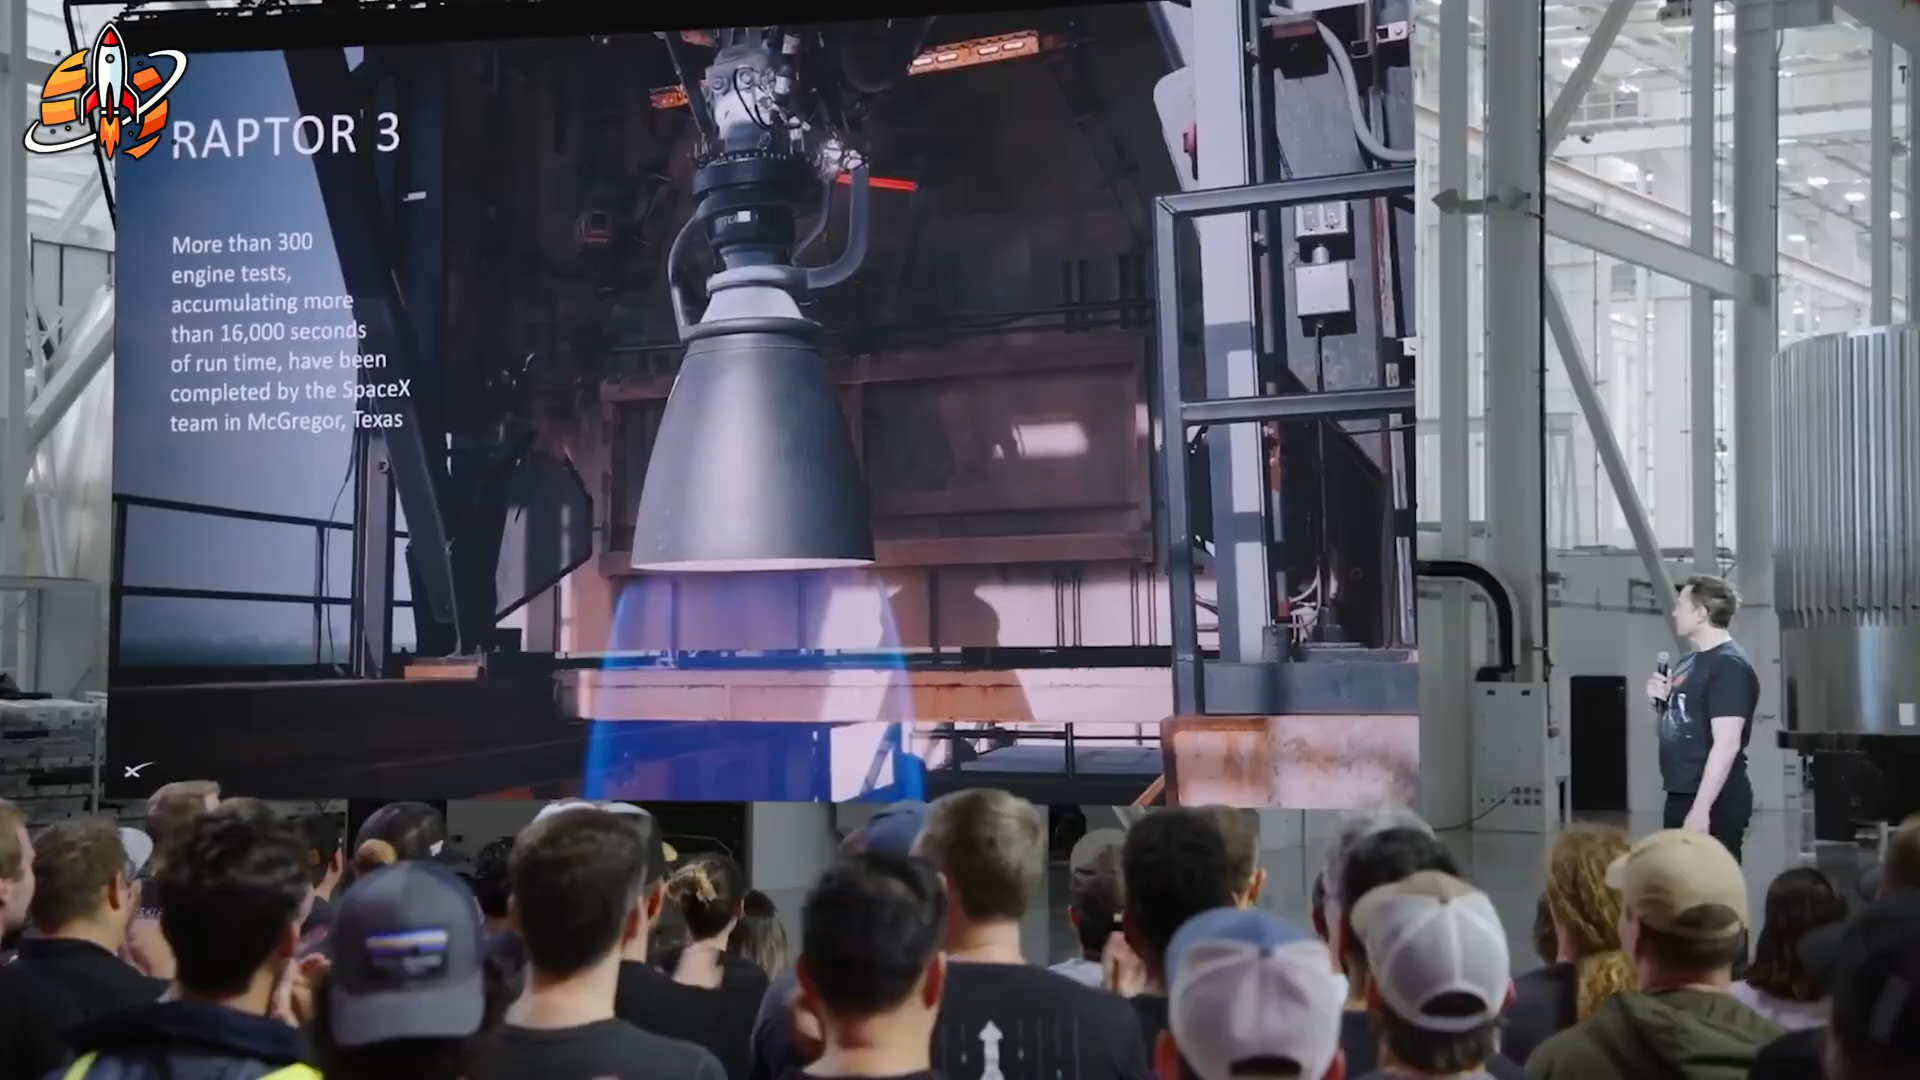 RAPTOR 3
More than 300
engine tests,
accumulating more
than 16,000 seconds
of run time, have been
completed by the SpaceX
team in McGregor, Texas